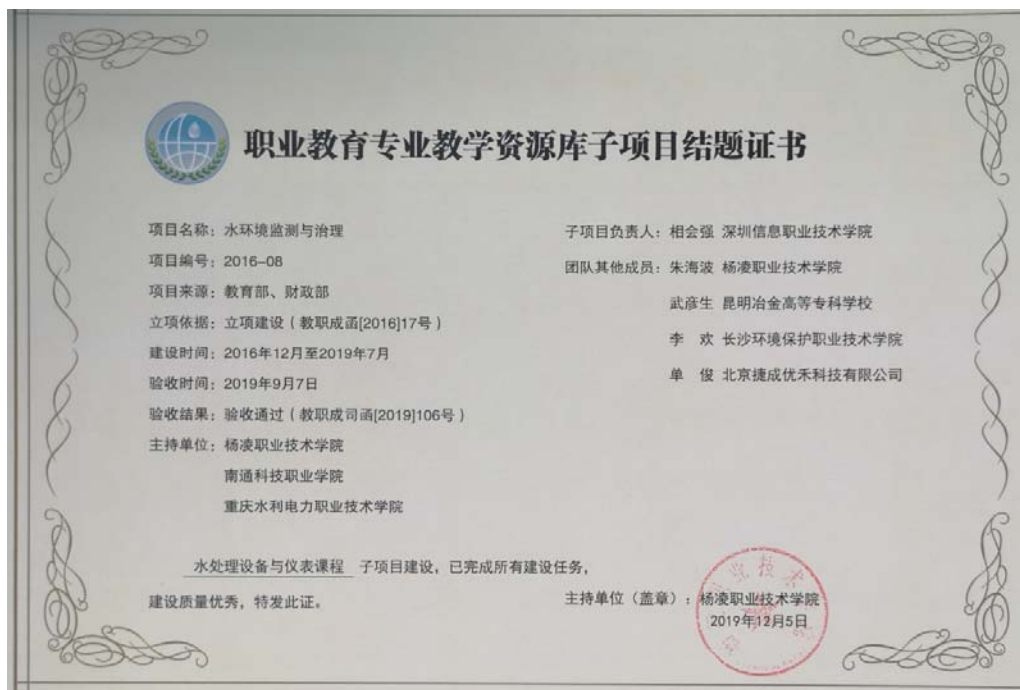 职业教育专业教学资源库子项目结题证书
项目名称：水环境监测与治理
项目编号：2016-08
项目来源：教育部、财政部
立项依据：立项建设（教职成函[2016]17号）
建设时间：2016年12月至2019年7月
验收时间：2019年9月7日
验收结果：验收通过（教职成司函[2019]106号）
主持单位：杨凌职业技术学院
南通科技职业学院
重庆水利电力职业技术学院
子项目负责人：相会强 深圳信息职业技术学院
团队其他成员：朱海波 杨凌职业技术学院
武彦生 昆明冶金高等专科学校
李 欢 长沙环境保护职业技术学院
单 俊 北京捷成优禾科技有限公司
水处理设备与仪表课程 子项目建设，已完成所有建设任务，
建设质量优秀，特发此证。
主持单位（盖章）：杨凌职业技术学院
2019年12月5日